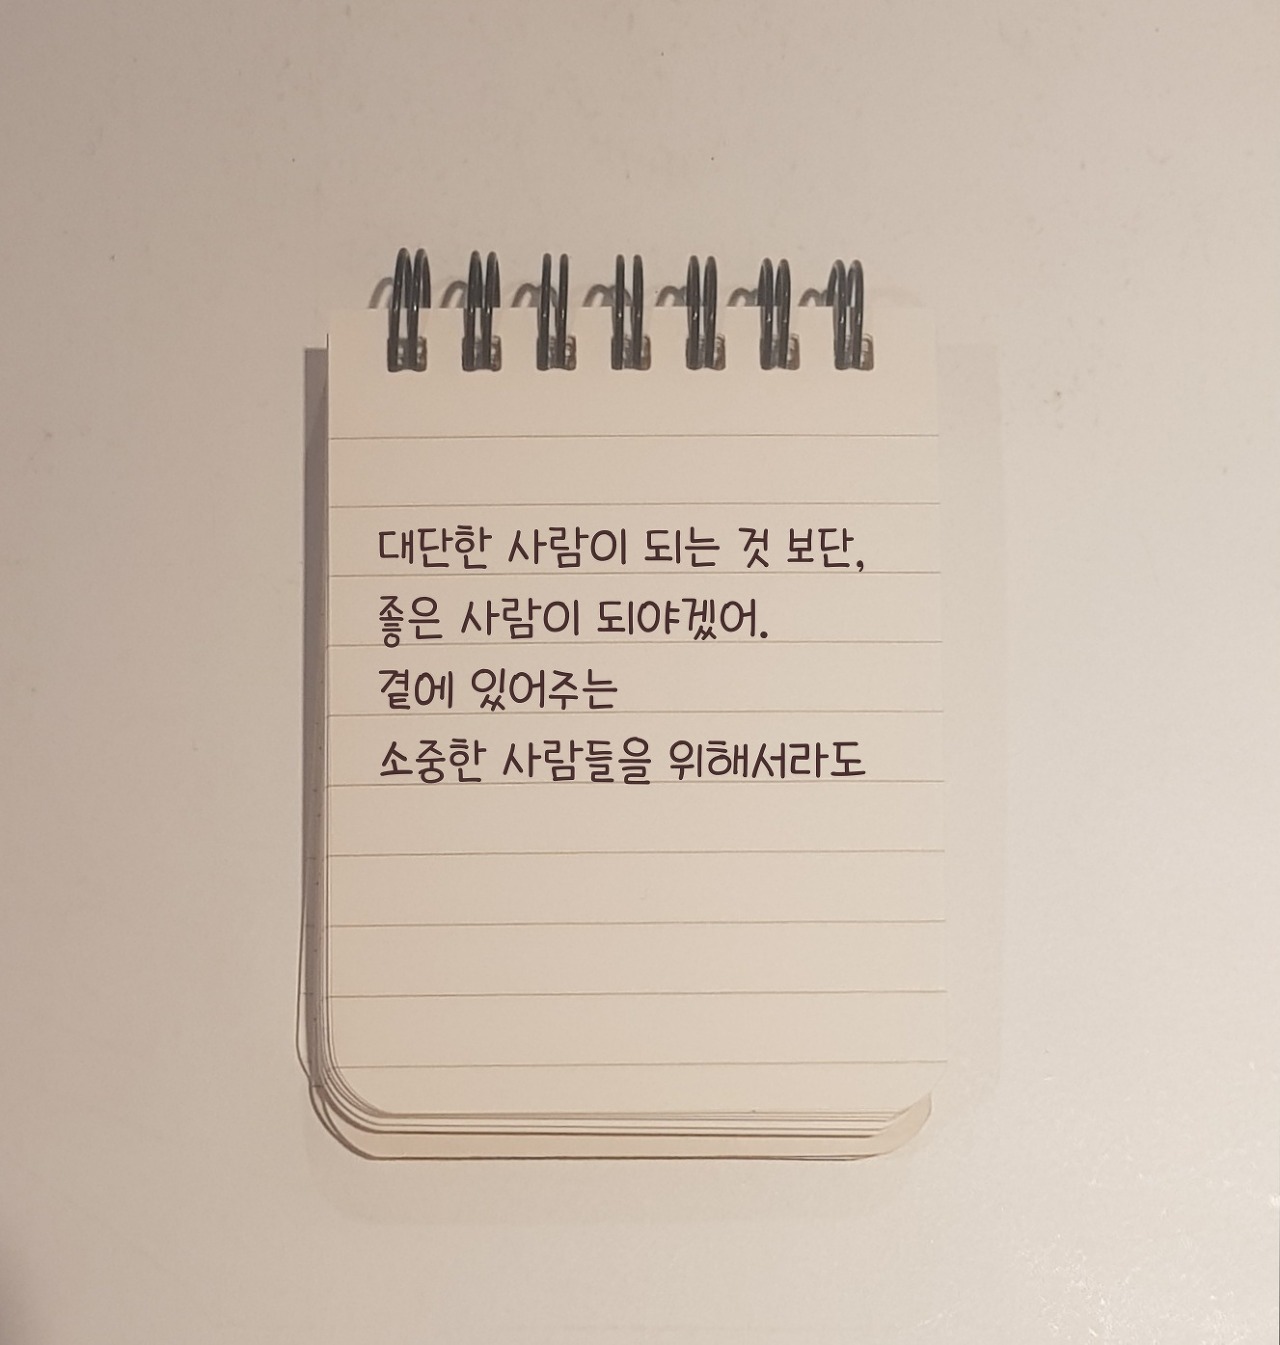 대단한 사람이 되는 것 보단,
좋은 사람이 되야겠어.
곁에 있어주는
소중한 사람들을 위해서라도